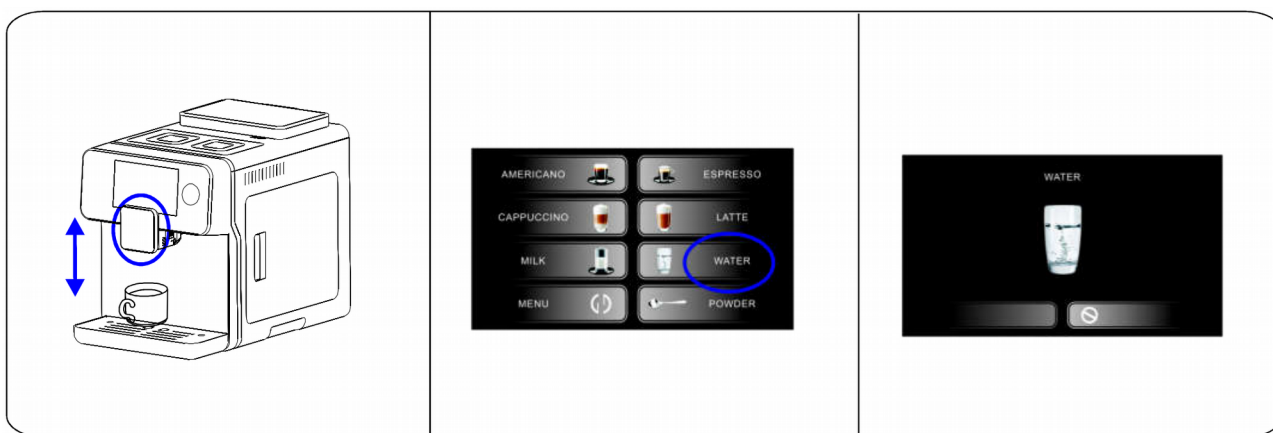 AMERICANO
ESPRESSO
CAPPUCCINO
LATTE
MILK
WATER
MENU
POWDER
WATER